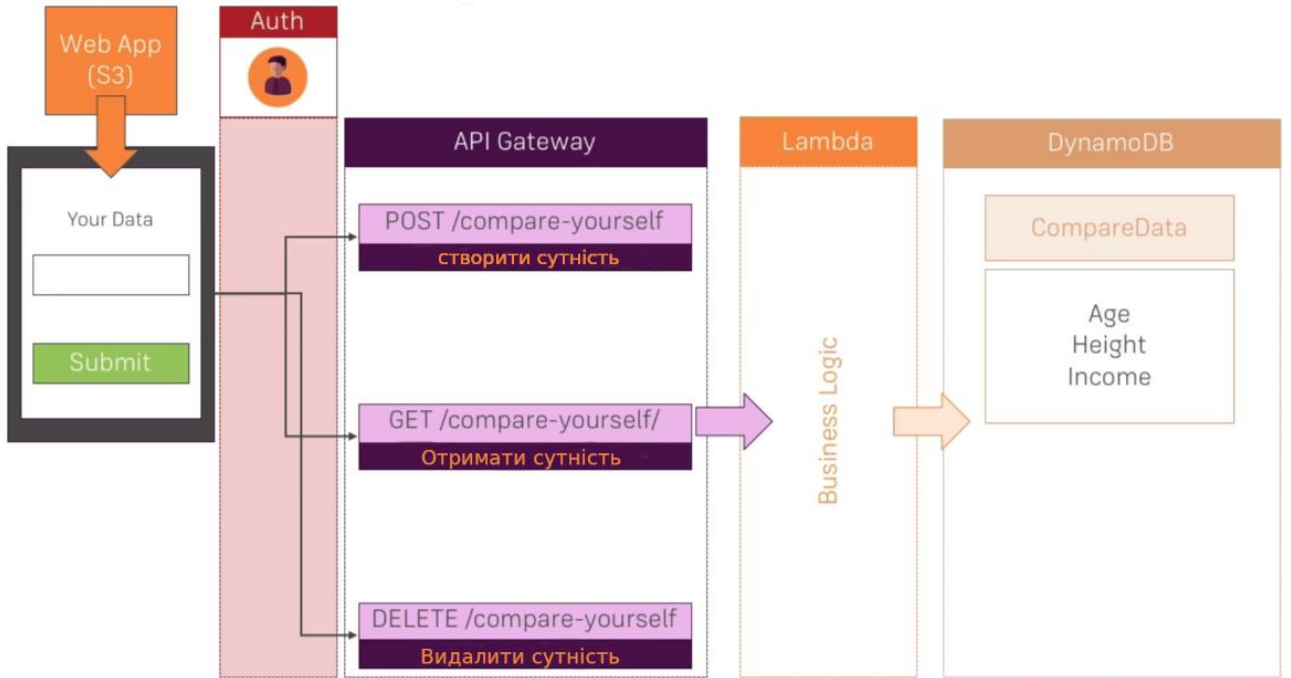 Web App
(S3)
Auth
Your Data
Submit
API Gateway
POST /compare-yourself
створити сутність
GET /compare-yourself/
Отримати сутність
DELETE /compare-yourself
Видалити сутність
Lambda
Business Logic
DynamoDB
CompareData
Age
Height
Income